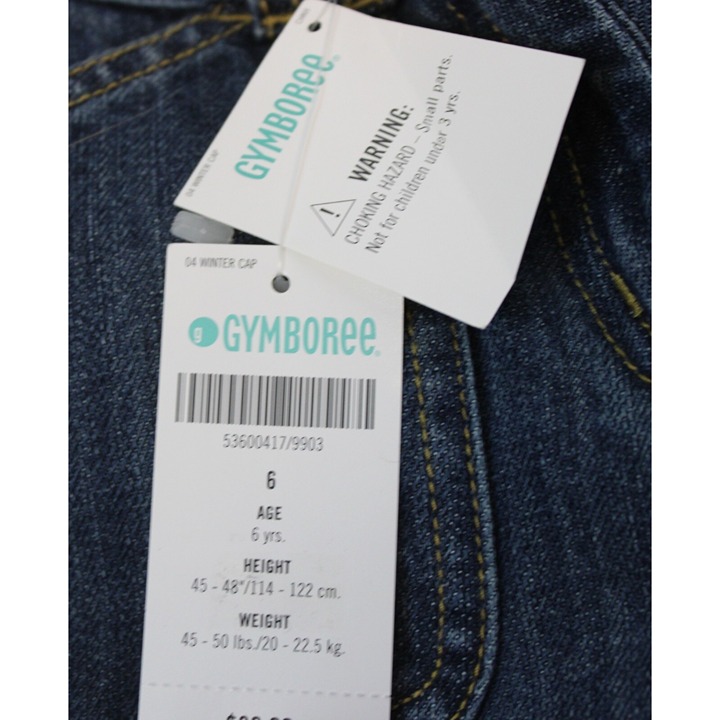 GYMBOREE
04 WINTER CAP
WARNING:
CHOKING HAZARD – Small parts.
Not for children under 3 yrs.
04 WINTER CAP
g GYMBOREE
53600417/9903
6
AGE
6 yrs.
HEIGHT
45 - 48"/114 - 122 cm.
WEIGHT
45 - 50 lbs./20 - 22.5 kg.